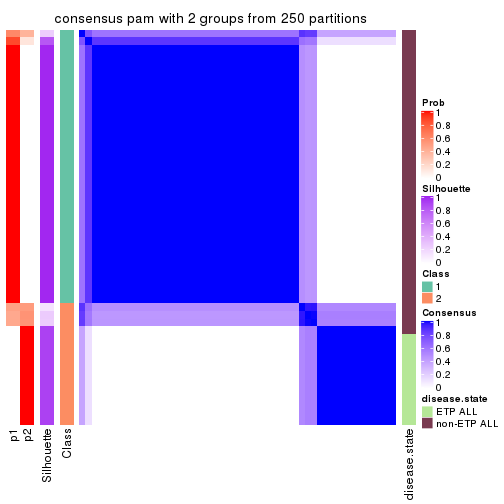 consensus pam with 2 groups from 250 partitions
Prob
1
0.8
0.6
0.4
0.2
0
Silhouette
1
0.8
0.6
0.4
0.2
0
Class
1
2
Consensus
1
0.8
0.6
0.4
0.2
0
disease.state
ETP ALL
non-ETP ALL
p1
p2
Silhouette
Class
disease.state